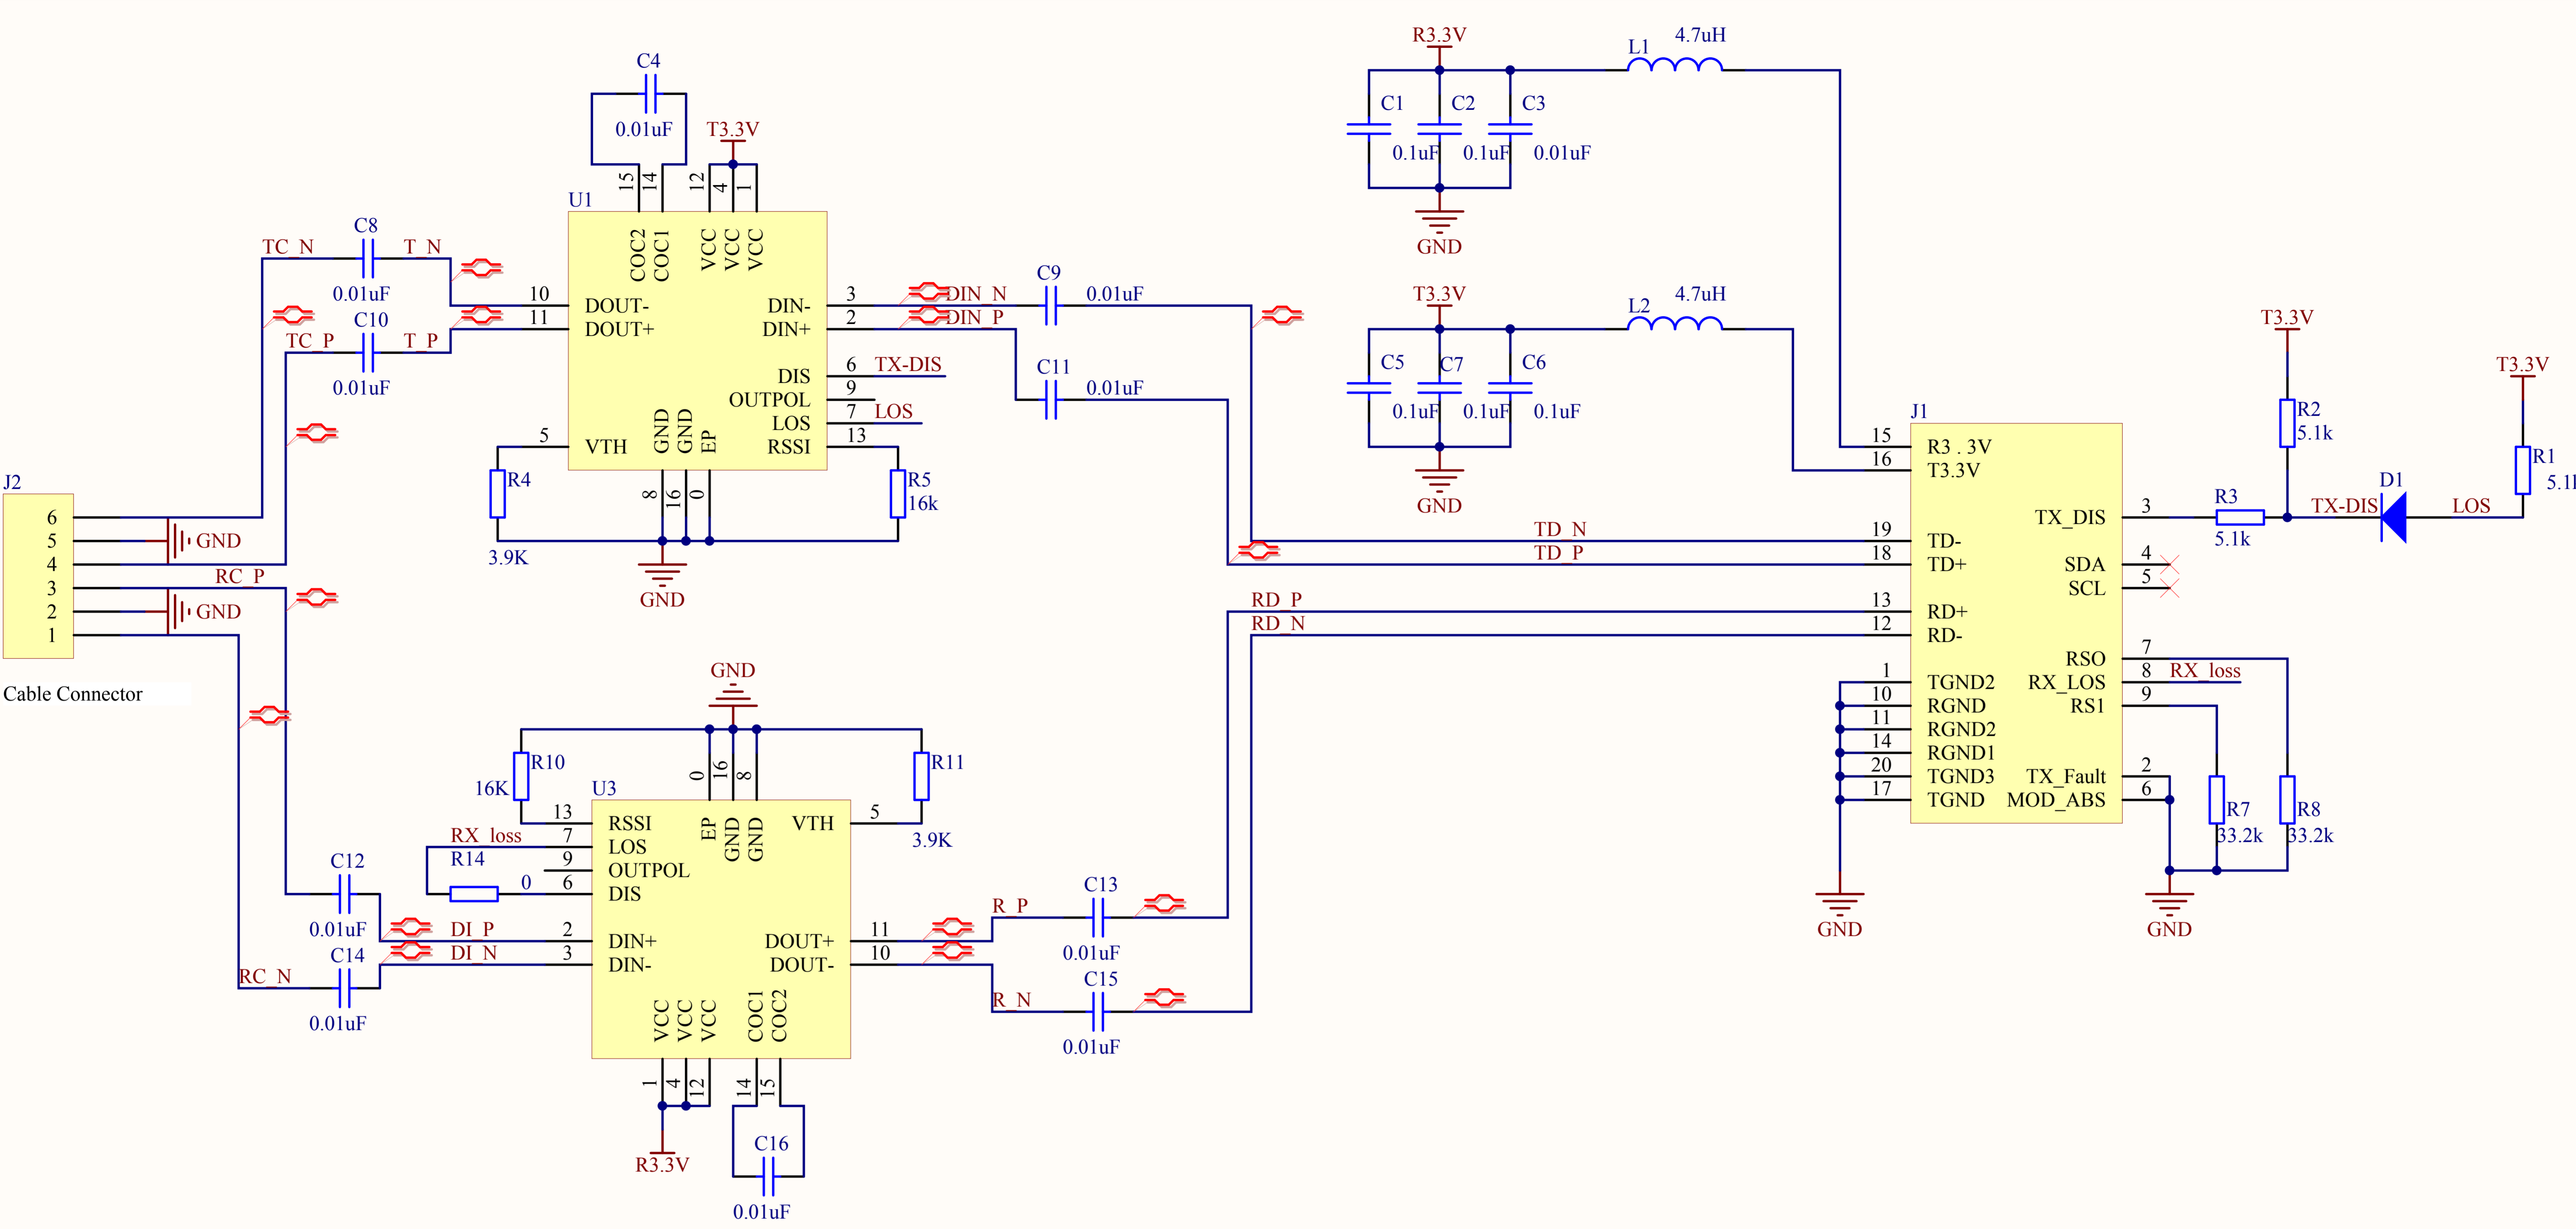 C4
0.01uF
T3.3V
15
14
12
4
1
U1
COC2
COC1
VCC
VCC
VCC
10
DOUT-
11
DOUT+
DIN-
3
DIN+
2
DIS
6
TX-DIS
OUTPOL
9
LOS
7
LOS
RSSI
13
5
VTH
GND
GND
EP
8
16
0
R4
3.9K
R5
16k
GND
TC_N
C8
T_N
0.01uF
TC_P
C10
T_P
0.01uF
DIN_N
C9
0.01uF
DIN_P
C11
0.01uF
R3.3V
L1
4.7uH
C1
C2
C3
0.1uF
0.1uF
0.01uF
GND
T3.3V
L2
4.7uH
C5
C7
C6
0.1uF
0.1uF
0.1uF
GND
J2
6
5
GND
4
3
RC_P
2
GND
1
Cable Connector
TD_N
TD_P
RD_P
RD_N
J1
15
R3.3V
16
T3.3V
19
TD-
18
TD+
13
RD+
12
RD-
1
TGND2
10
RGND
11
RGND2
14
RGND1
20
TGND3
17
TGND
TX_DIS
3
SDA
4
SCL
5
RSO
7
RX_LOS
8
RX_loss
RS1
9
TX_Fault
2
MOD_ABS
6
T3.3V
R2
5.1k
R3
5.1k
TX-DIS
D1
LOS
T3.3V
R1
R7
33.2k
R8
33.2k
GND
GND
GND
R10
16K
R11
3.9K
U3
0
16
8
EP
GND
GND
13
RSSI
RX_loss
7
LOS
R14
0
9
OUTPOL
6
DIS
VTH
5
C12
0.01uF
DI_P
2
DIN+
C14
DI_N
3
DIN-
RC_N
0.01uF
DOUT+
11
DOUT-
10
R_P
C13
0.01uF
R_N
C15
0.01uF
VCC
VCC
VCC
COC1
COC2
1
4
12
14
15
R3.3V
C16
0.01uF